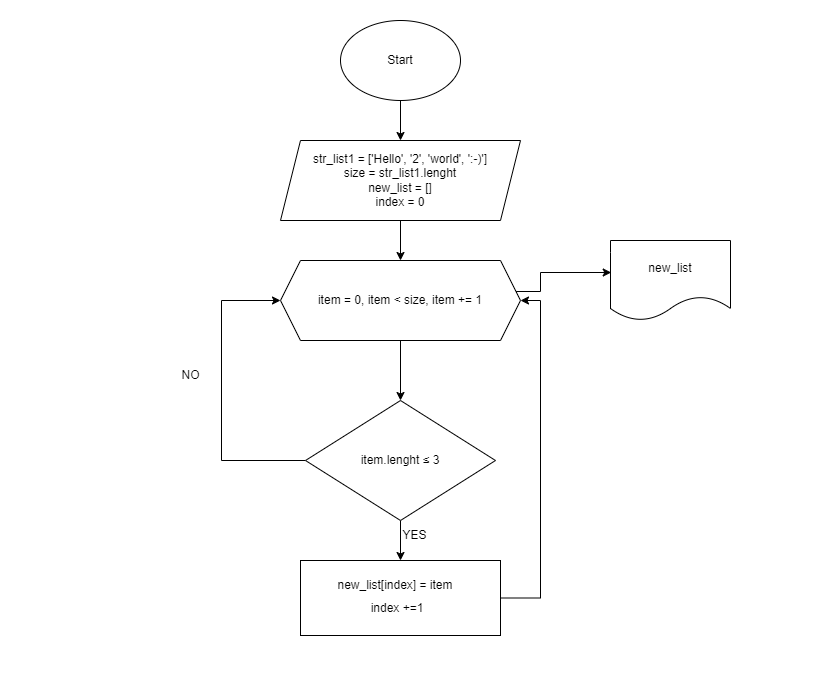 Start
str_list1 = ['Hello', '2', 'world', ':-)']
size = str_list1.lenght
new_list = []
index = 0
new_list
item = 0, item < size, item += 1
NO
item.lenght ≤ 3
YES
new_list[index] = item
index +=1